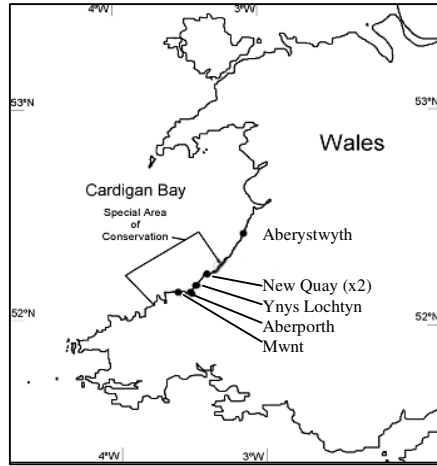 4°W
3°W
53°N
53°N
Wales
Cardigan Bay
Special Area
of
Conservation
Aberystwyth
New Quay (x2)
Ynys Lochtyn
Aberporth
Mwnt
52°N
52°N
4°W
3°W